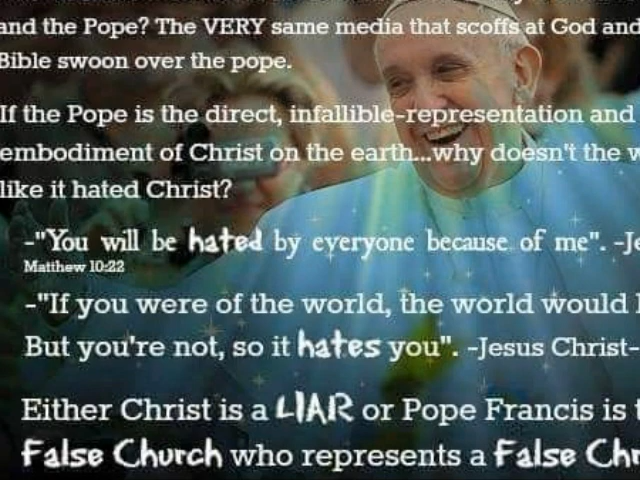 and the Pope? The VERY same media that scoffs at God and
Bible swoon over the pope.
If the Pope is the direct, infallible-representation and
embodiment of Christ on the earth...why doesn't the
like it hated Christ?
-"You will be hated by everyone because of me". -Je
Matthew 10:22
-"If you were of the world, the world would
But you're not, so it hates you". -Jesus Christ-
Either Christ is a LIAR or Pope Francis is
False Church who represents a False Chr